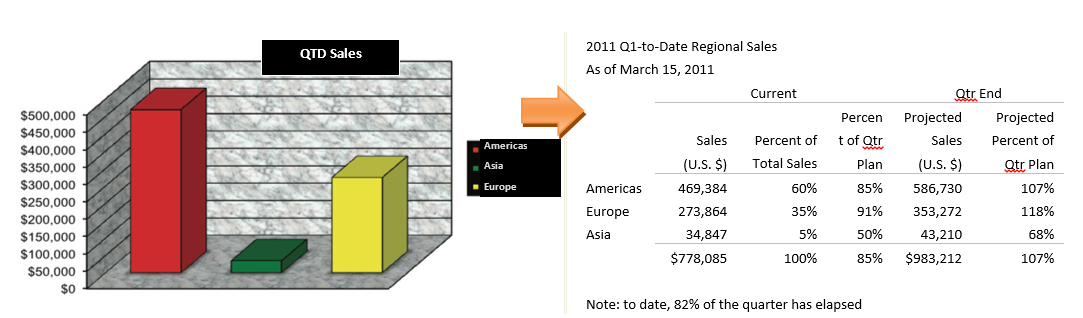 QTD Sales
$500,000
$450,000
$400,000
$350,000
$300,000
$250,000
$200,000
$150,000
$100,000
$50,000
$0
Americas
Asia
Europe
2011 Q1-to-Date Regional Sales
As of March 15, 2011
Current Qtr End
Percen Projected Projected
Sales Percent of t of Qtr Sales Percent of
(U.S. $) Total Sales Plan (U.S. $) Qtr Plan
Americas 469,384 60% 85% 586,730 107%
Europe 273,864 35% 91% 353,272 118%
Asia 34,847 5% 50% 43,210 68%
$778,085 100% 85% $983,212 107%
Note: to date, 82% of the quarter has elapsed